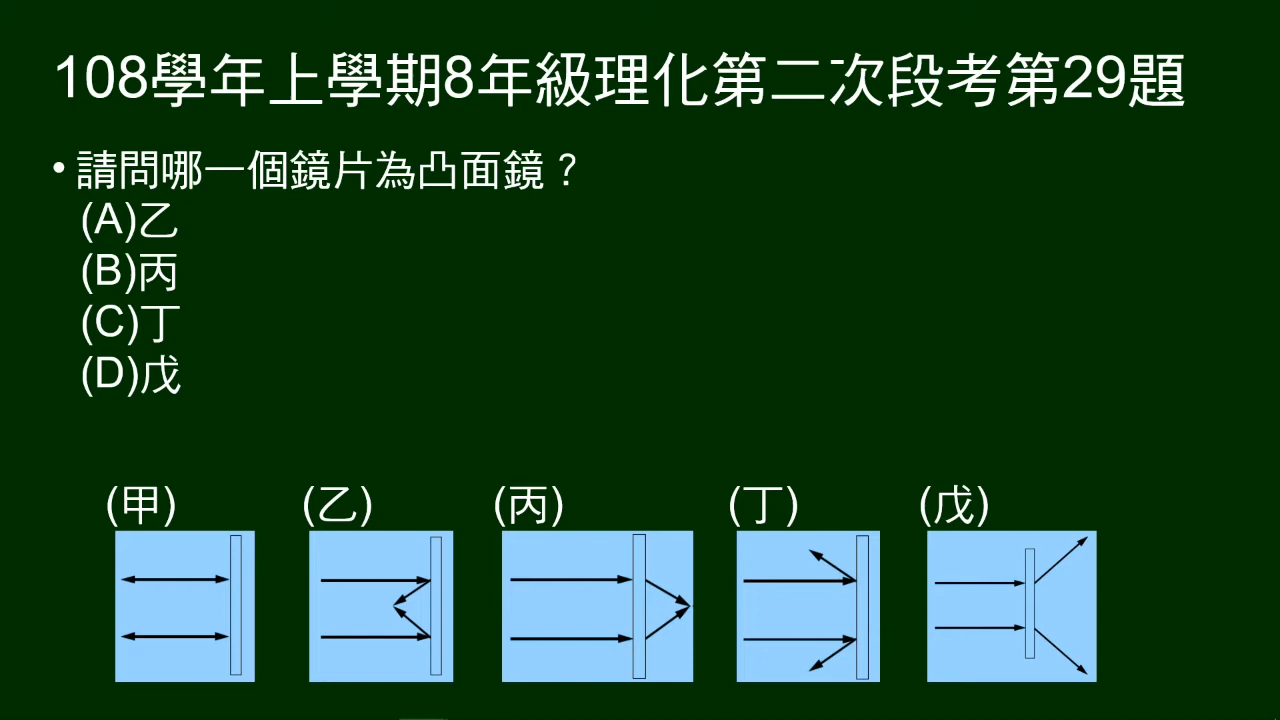 108學年上學期8年級理化第二次段考第29題
•請問哪一個鏡片為凸面鏡？
(A)乙
(B)丙
(C)丁
(D)戊
(甲) (乙) (丙) (丁) (戊)